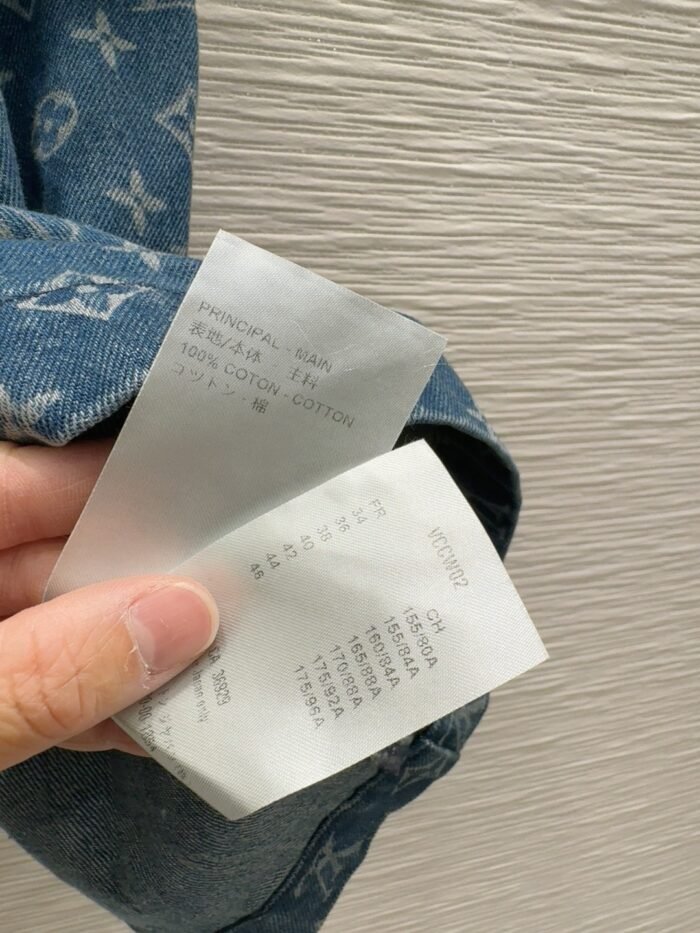 PRINCIPAL - MAIN
表地/本体 - 主料
100% COTON - COTTON
コットン - 棉
VCCW02
FR CH
34 155/80A
36 155/84A
38 160/84A
40 165/88A
42 170/88A
44 175/92A
46 175/96A
36829